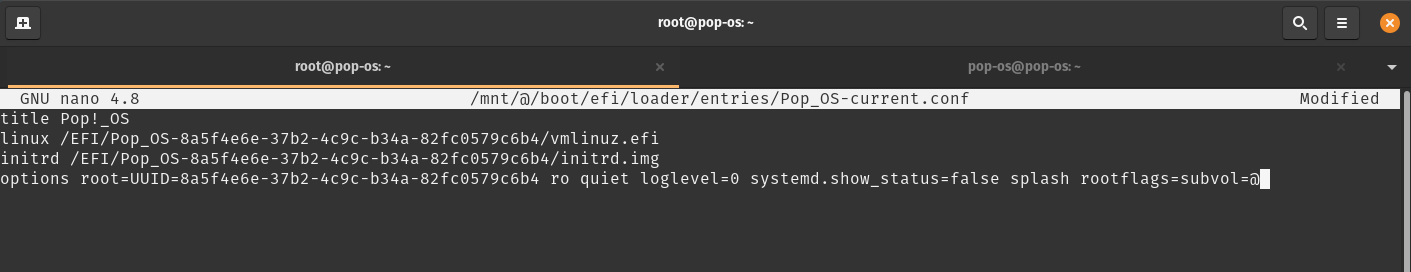 root@pop-os: ~
root@pop-os: ~
pop-os@pop-os: ~
GNU nano 4.8 /mnt/@/boot/efi/loader/entries/Pop_OS-current.conf Modified
title Pop!_OS
linux /EFI/Pop_OS-8a5f4e6e-37b2-4c9c-b34a-82fc0579c6b4/vmlinuz.efi
initrd /EFI/Pop_OS-8a5f4e6e-37b2-4c9c-b34a-82fc0579c6b4/initrd.img
options root=UUID=8a5f4e6e-37b2-4c9c-b34a-82fc0579c6b4 ro quiet loglevel=0 systemd.show_status=false splash rootflags=subvol=@